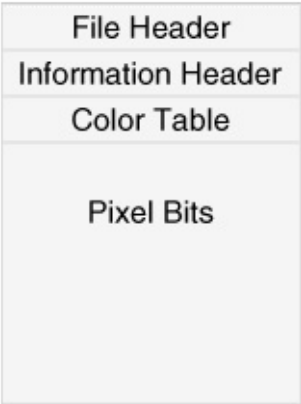 File Header
Information Header
Color Table
Pixel Bits